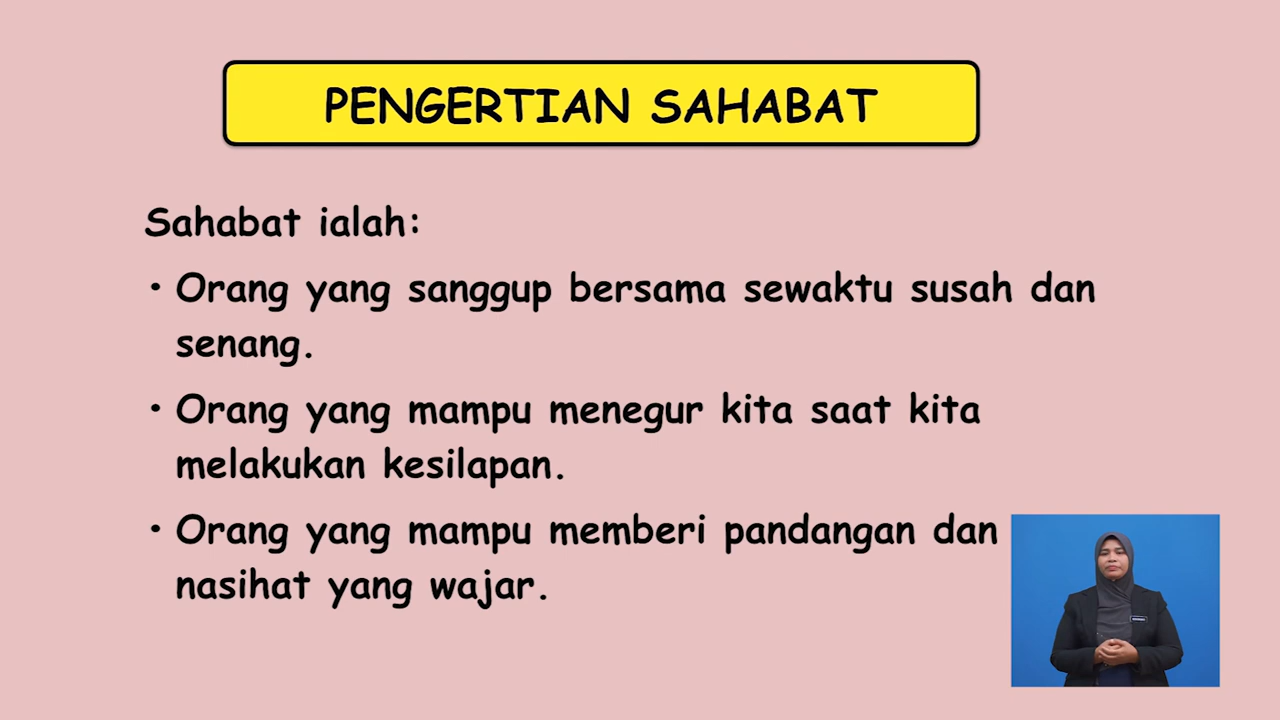 PENGERTIAN SAHABAT
Sahabat ialah:
• Orang yang sanggup bersama sewaktu susah dan
senang.
• Orang yang mampu menegur kita saat kita
melakukan kesilapan.
• Orang yang mampu memberi pandangan dan
nasihat yang wajar.